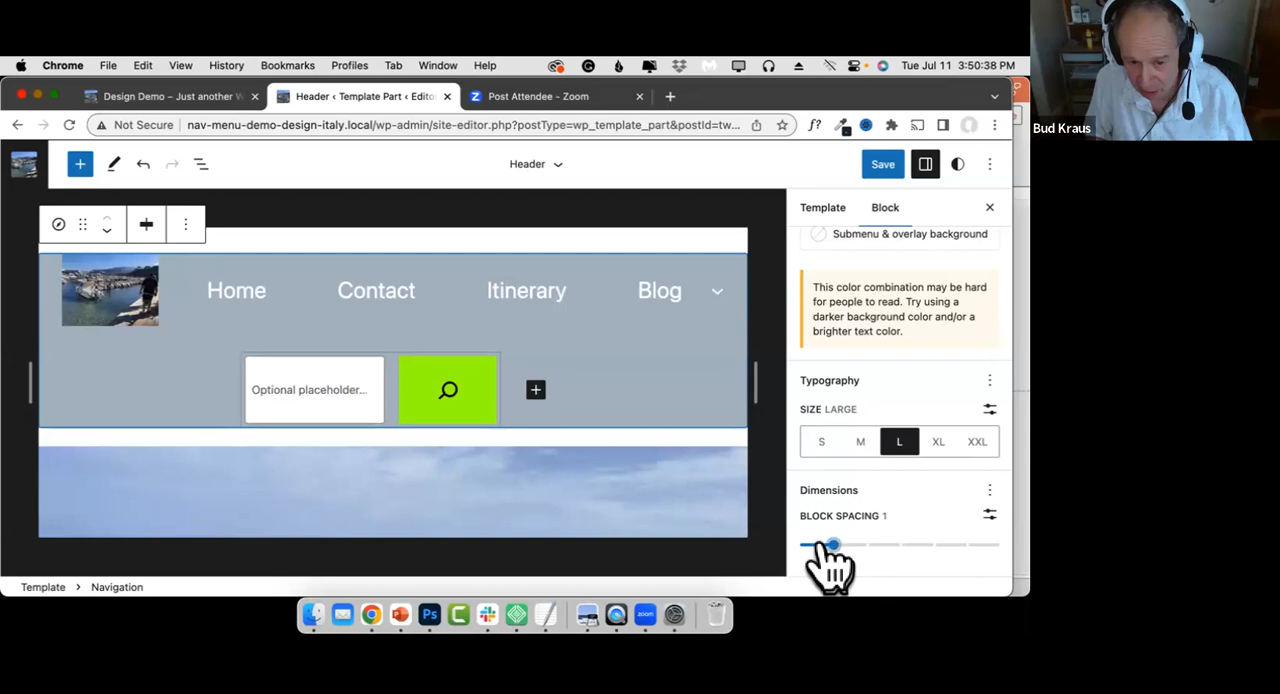 Chrome File Edit View History Bookmarks Profiles Tab Window Help Tue Jul 11 3:50:38 PM
Design Demo – Just another W Header ‹ Template Part ‹ Editor Post Attendee - Zoom
Not Secure nav-menu-demo-design-italy.local/wp-admin/site-editor.php?postType=wp_template_part&postId=tw...
Bud Kraus
Header Save
Template Block
Submenu & overlay background
This color combination may be hard
for people to read. Try using a
darker background color and/or a
brighter text color.
Home Contact Itinerary Blog
Optional placeholder...
Typography
SIZE LARGE
S M L XL XXL
Dimensions
BLOCK SPACING 1
Template > Navigation
Ps
zoom